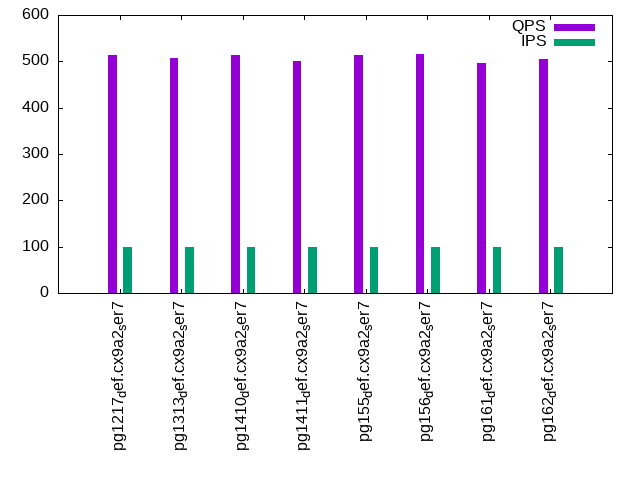 600
500
400
300
200
100
0
QPS
IPS
pg1217def.cx9a2ser7
pg1313def.cx9a2ser7
pg1410def.cx9a2ser7
pg1411def.cx9a2ser7
pg155def.cx9a2ser7
pg156def.cx9a2ser7
pg161def.cx9a2ser7
pg162def.cx9a2ser7